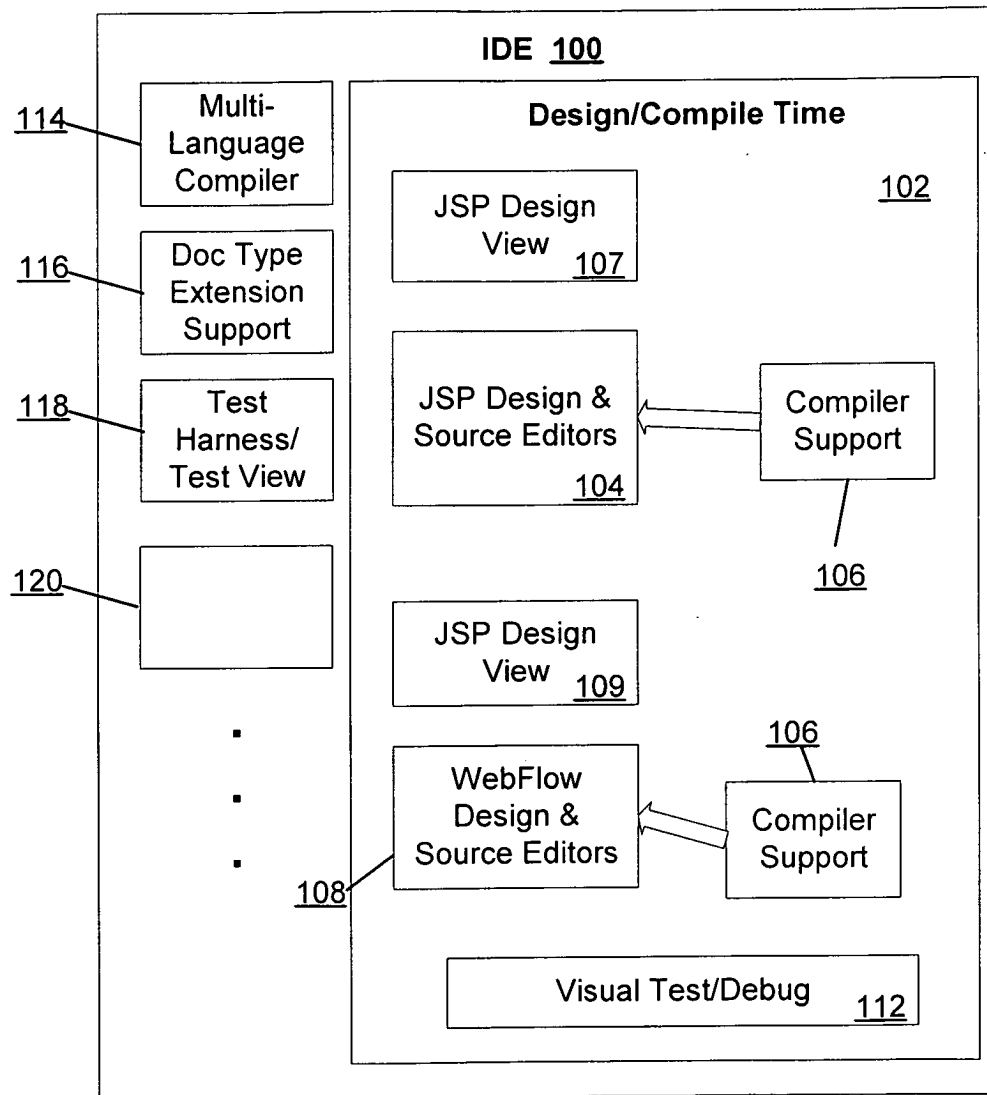 IDE 100
114
Multi-
Language
Compiler
116
Doc Type
Extension
Support
118
Test
Harness/
Test View
120
Design/Compile Time
102
JSP Design
View
107
JSP Design &
Source Editors
104
Compiler
Support
106
JSP Design
View
109
WebFlow
Design &
Source Editors
108
106
Compiler
Support
Visual Test/Debug
112